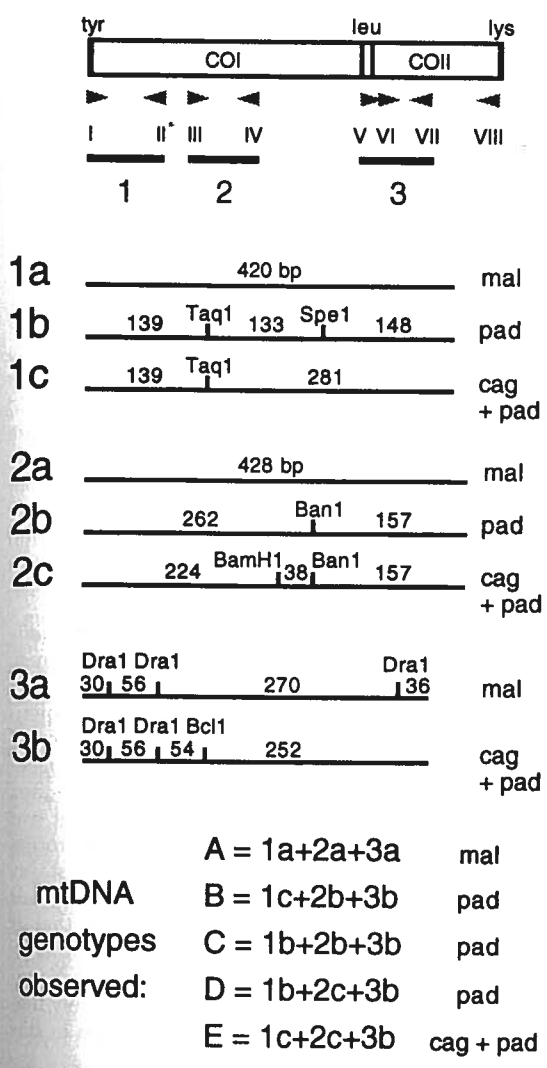 tyr leu lys
COI COII
I II* III IV V VI VII VIII
1 2 3
1a 420 bp mal
1b 139 Taq1 133 Spe1 148 pad
1c 139 Taq1 281 cag
+ pad
2a 428 bp mal
2b 262 Ban1 157 pad
2c 224 BamH1 38 Ban1 157 cag
+ pad
Dra1 Dra1 Dra1
3a 30 56 270 36 mal
Dra1 Dra1 Bcl1
3b 30 56 54 252 cag
+ pad
A = 1a+2a+3a mal
mtDNA B = 1c+2b+3b pad
genotypes C = 1b+2b+3b pad
observed: D = 1b+2c+3b pad
E = 1c+2c+3b cag + pad